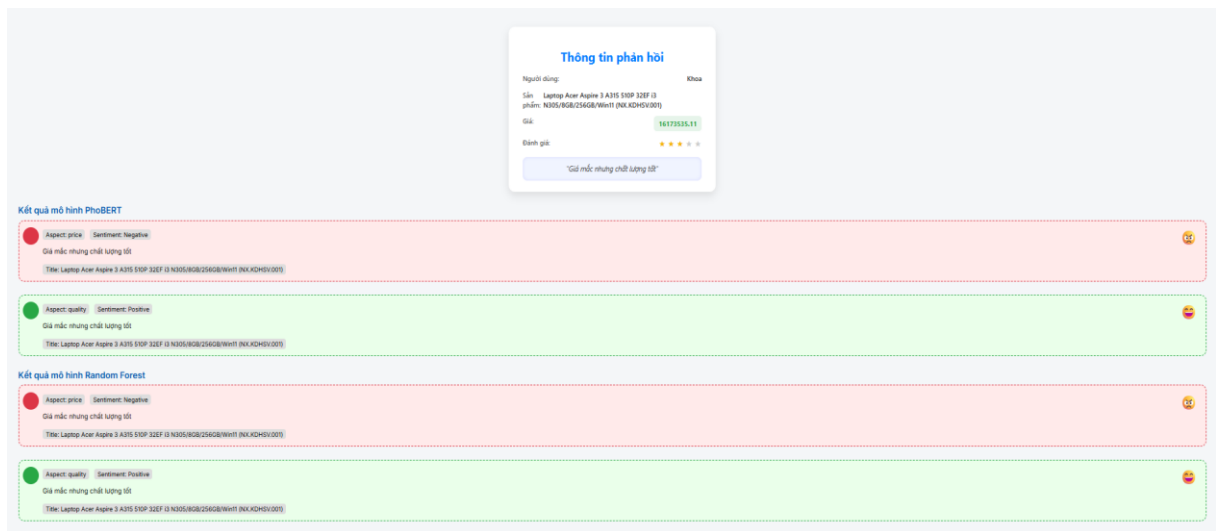 Thông tin phản hồi
Người dùng: Khoa
Sản phẩm: Laptop Acer Aspire 3 A315 510P 32EF i3
N305/8GB/256GB/Win11 (NX.KDHSV.001)
Giá: 16173535.11
Đánh giá: ★★★★★
"Giá mắc nhưng chất lượng tốt"
Kết quả mô hình PhoBERT
Aspect: price Sentiment: Negative
Giá mắc nhưng chất lượng tốt
Title: Laptop Acer Aspire 3 A315 510P 32EF i3 N305/8GB/256GB/Win11 (NX.KDHSV.001)
Aspect: quality Sentiment: Positive
Giá mắc nhưng chất lượng tốt
Title: Laptop Acer Aspire 3 A315 510P 32EF i3 N305/8GB/256GB/Win11 (NX.KDHSV.001)
Kết quả mô hình Random Forest
Aspect: price Sentiment: Negative
Giá mắc nhưng chất lượng tốt
Title: Laptop Acer Aspire 3 A315 510P 32EF i3 N305/8GB/256GB/Win11 (NX.KDHSV.001)
Aspect: quality Sentiment: Positive
Giá mắc nhưng chất lượng tốt
Title: Laptop Acer Aspire 3 A315 510P 32EF i3 N305/8GB/256GB/Win11 (NX.KDHSV.001)